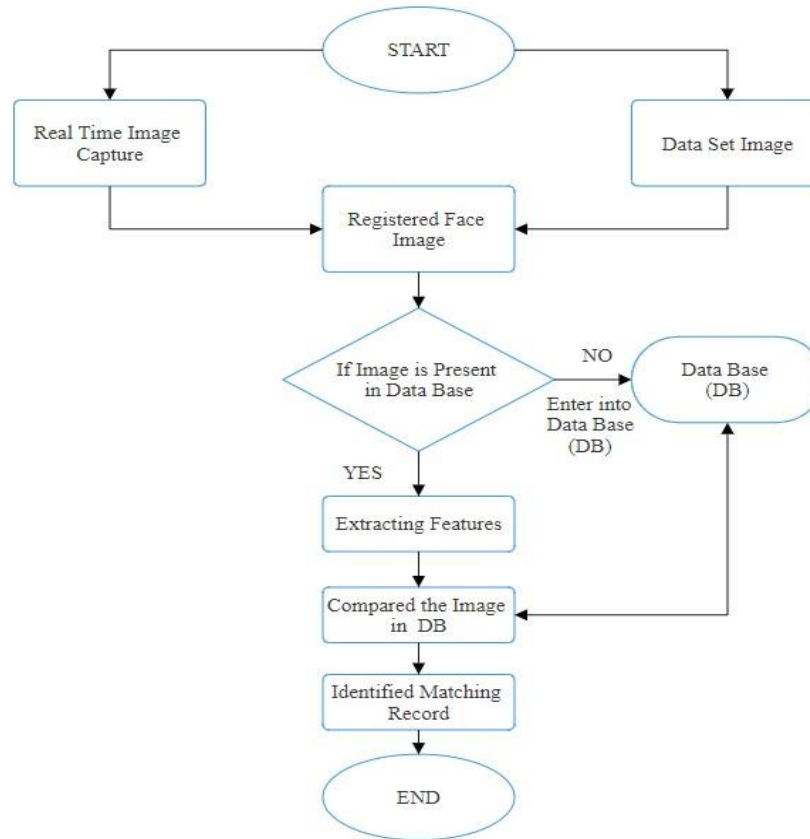 START
Real Time Image
Capture
Data Set Image
Registered Face
Image
If Image is Present
in Data Base
NO
Enter into
Data Base
(DB)
Data Base
(DB)
YES
Extracting Features
Compared the Image
in DB
Identified Matching
Record
END